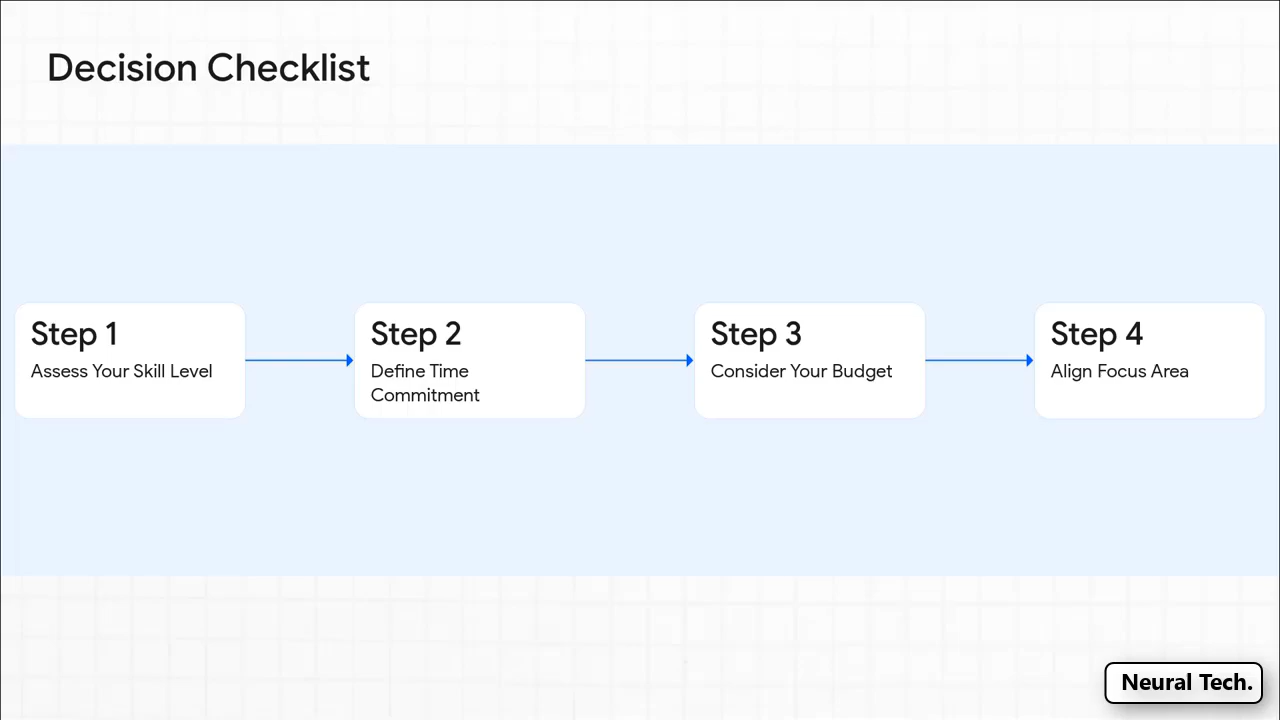 Decision Checklist
Step 1
Assess Your Skill Level
Step 2
Define Time
Commitment
Step 3
Consider Your Budget
Step 4
Align Focus Area
Neural Tech.